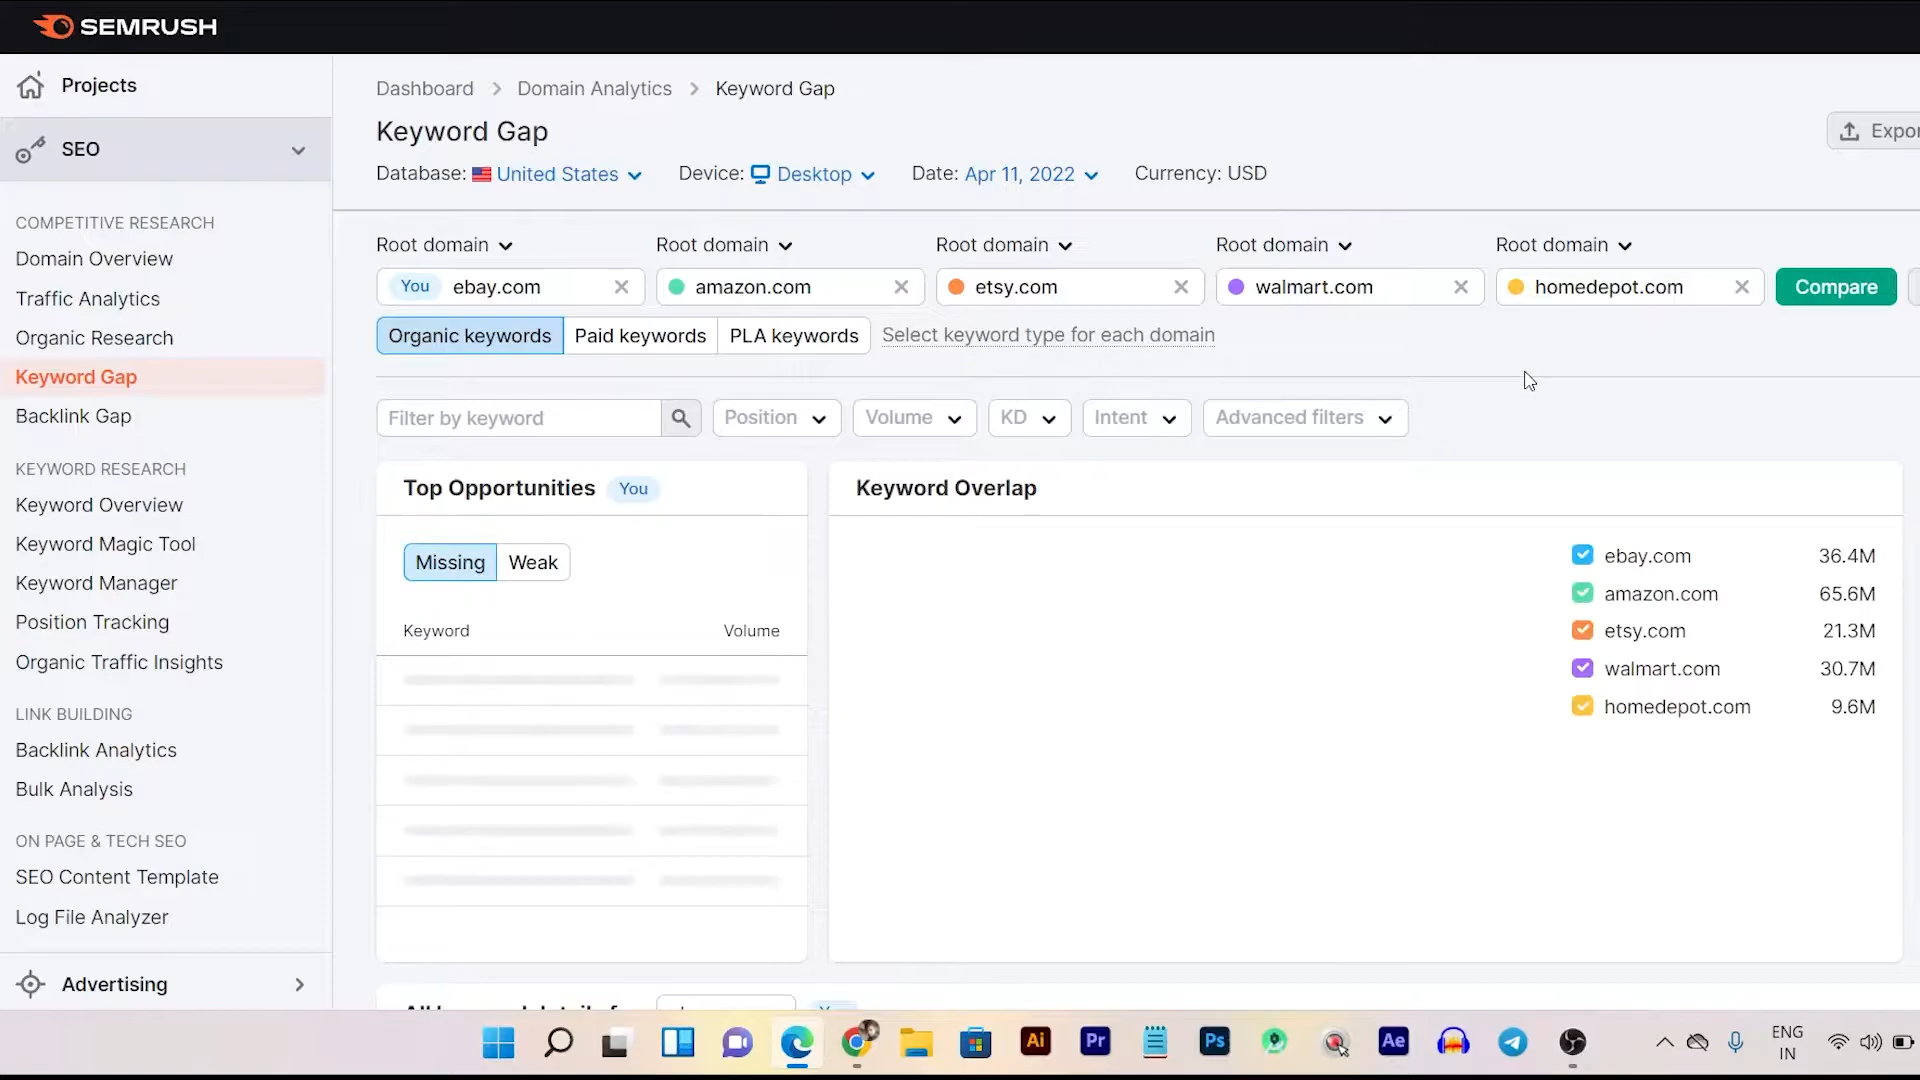 SEMRUSH
Projects
SEO
COMPETITIVE RESEARCH
Domain Overview
Traffic Analytics
Organic Research
Keyword Gap
Backlink Gap
KEYWORD RESEARCH
Keyword Overview
Keyword Magic Tool
Keyword Manager
Position Tracking
Organic Traffic Insights
LINK BUILDING
Backlink Analytics
Bulk Analysis
ON PAGE & TECH SEO
SEO Content Template
Log File Analyzer
Advertising
Dashboard > Domain Analytics > Keyword Gap
Keyword Gap
Expor
Database: United States Device: Desktop Date: Apr 11, 2022 Currency: USD
Root domain Root domain Root domain Root domain Root domain
You ebay.com amazon.com etsy.com walmart.com homedepot.com Compare
Organic keywords Paid keywords PLA keywords Select keyword type for each domain
Filter by keyword Position Volume KD Intent Advanced filters
Top Opportunities You
Missing Weak
Keyword Volume
Keyword Overlap
ebay.com 36.4M
amazon.com 65.6M
etsy.com 21.3M
walmart.com 30.7M
homedepot.com 9.6M
Ai Pr Ps Ae
ENG
IN